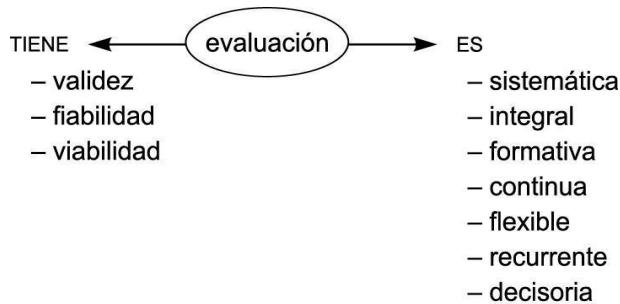 TIENE
evaluación
ES
– validez
– fiabilidad
– viabilidad
– sistemática
– integral
– formativa
– continua
– flexible
– recurrente
– decisoria